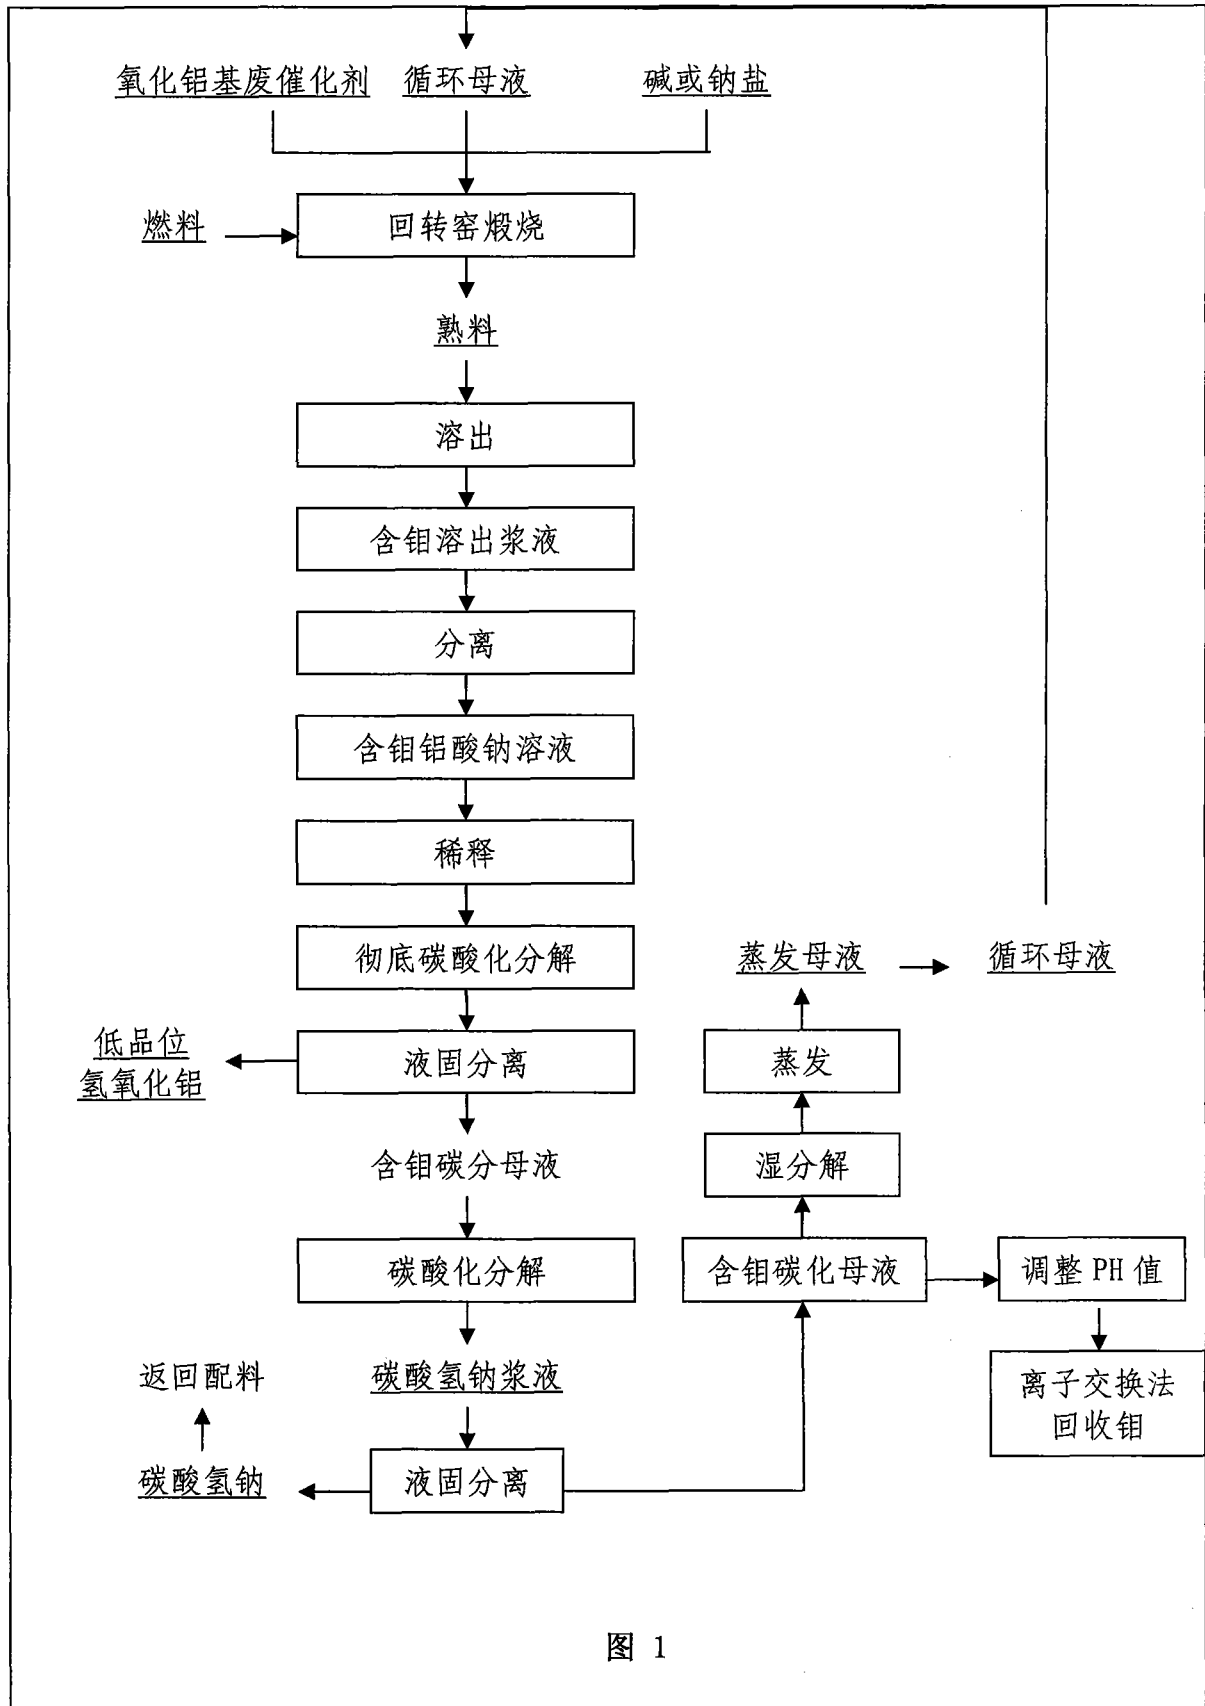 氧化铝基废催化剂
循环母液
碱或钠盐
燃料
回转窑煅烧
熟料
溶出
含钼溶出浆液
分离
含钼铝酸钠溶液
稀释
彻底碳酸化分解
蒸发母液
循环母液
低品位
氢氧化铝
液固分离
蒸发
含钼碳分母液
湿分解
碳酸化分解
含钼碳化母液
调整 PH 值
返回配料
碳酸氢钠浆液
离子交换法
回收钼
碳酸氢钠
液固分离
图 1